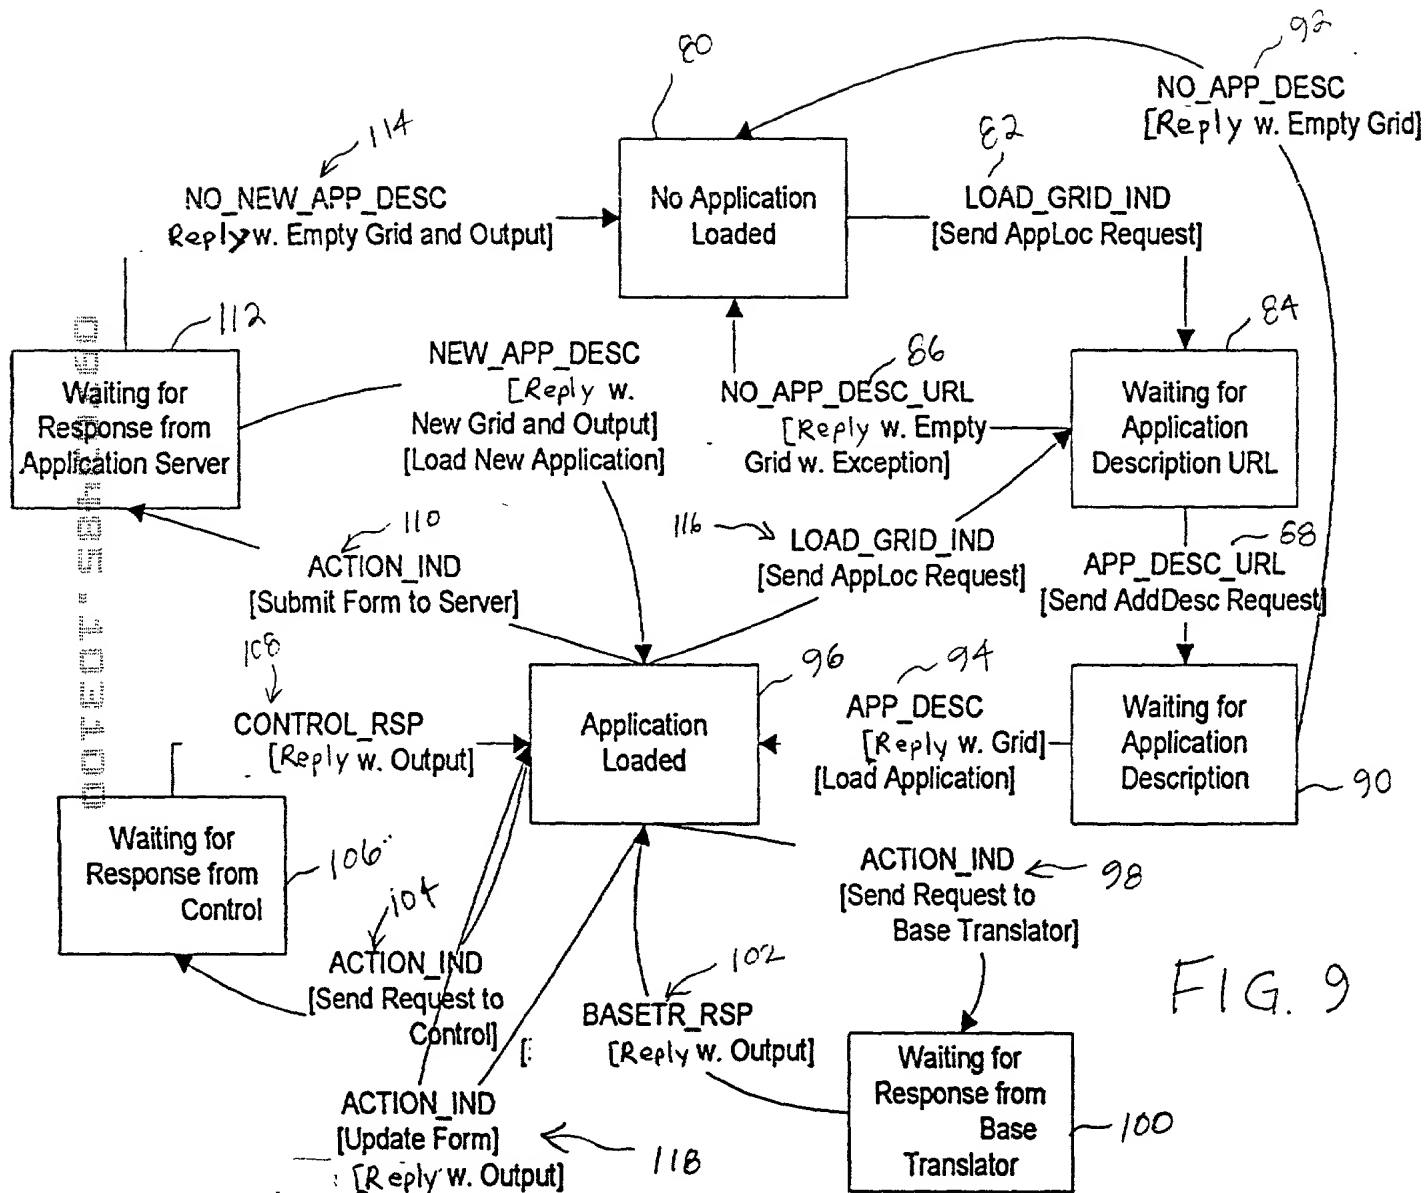 80
92
NO_APP_DESC
[Reply w. Empty Grid]
114
82
NO_NEW_APP_DESC
Reply w. Empty Grid and Output]
No Application
Loaded
LOAD_GRID_IND
[Send AppLoc Request]
112
84
Waiting for
Response from
Application Server
NEW_APP_DESC
[Reply w.
New Grid and Output]
[Load New Application]
86
NO_APP_DESC_URL
[Reply w. Empty
Grid w. Exception]
Waiting for
Application
Description URL
110
ACTION_IND
[Submit Form to Server]
116
LOAD_GRID_IND
[Send AppLoc Request]
88
APP_DESC_URL
[Send AddDesc Request]
108
CONTROL_RSP
[Reply w. Output]
96
Application
Loaded
94
APP_DESC
[Reply w. Grid]
[Load Application]
Waiting for
Application
Description
90
Waiting for
Response from
Control
106
104
ACTION_IND
[Send Request to
Control]
ACTION_IND
[Send Request to
Base Translator]
98
102
BASETR_RSP
[Reply w. Output]
[
FIG. 9
Waiting for
Response from
Base
Translator
100
ACTION_IND
[Update Form]
[Reply w. Output]
118